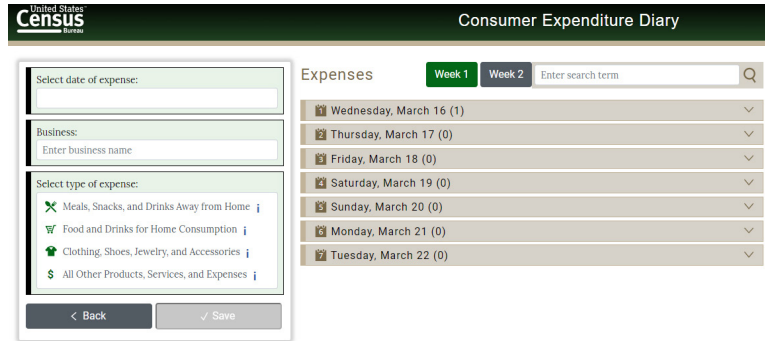 United States™
Census
Bureau
Consumer Expenditure Diary
Select date of expense:
Business:
Enter business name
Select type of expense:
Meals, Snacks, and Drinks Away from Home i
Food and Drinks for Home Consumption i
Clothing, Shoes, Jewelry, and Accessories i
$ All Other Products, Services, and Expenses i
< Back
✓ Save
Expenses
Week 1
Week 2
Enter search term
1 Wednesday, March 16 (1)
2 Thursday, March 17 (0)
3 Friday, March 18 (0)
4 Saturday, March 19 (0)
5 Sunday, March 20 (0)
6 Monday, March 21 (0)
7 Tuesday, March 22 (0)